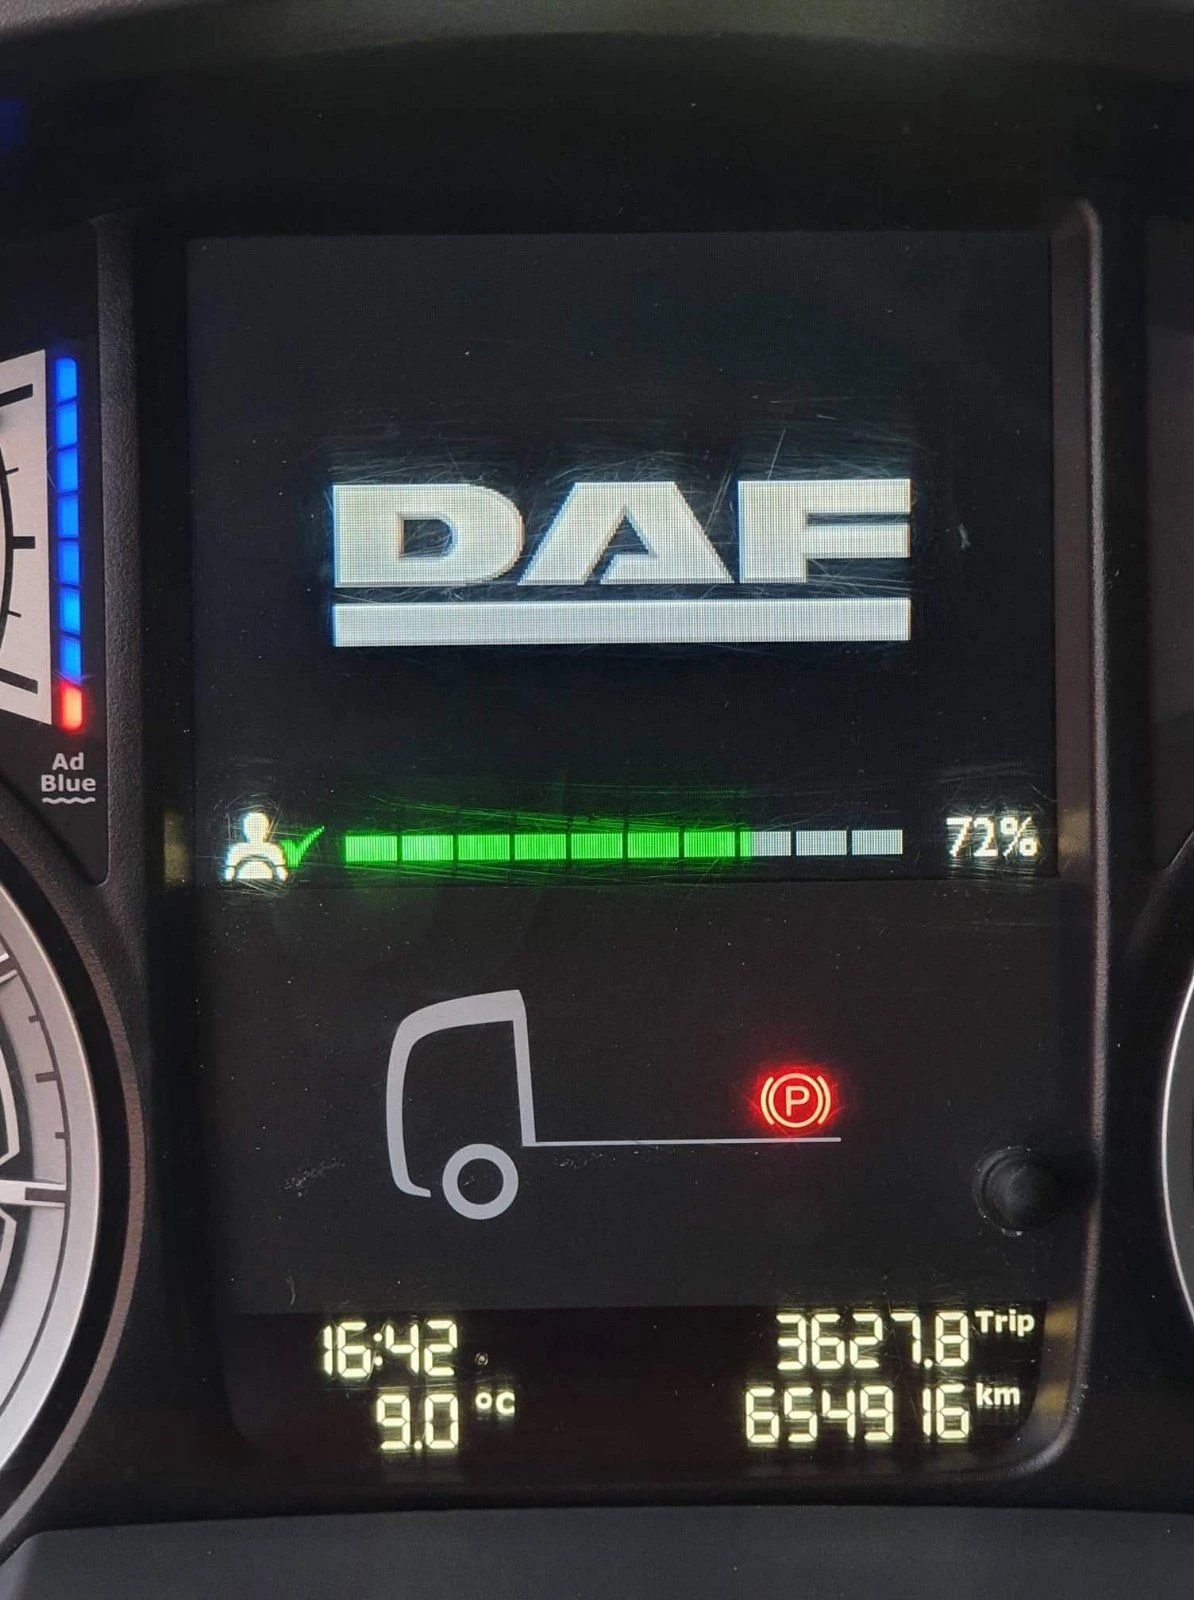 DAF
Ad
Blue
72%
P
16:42
3627.8 Trip
9.0 °C
654916 km